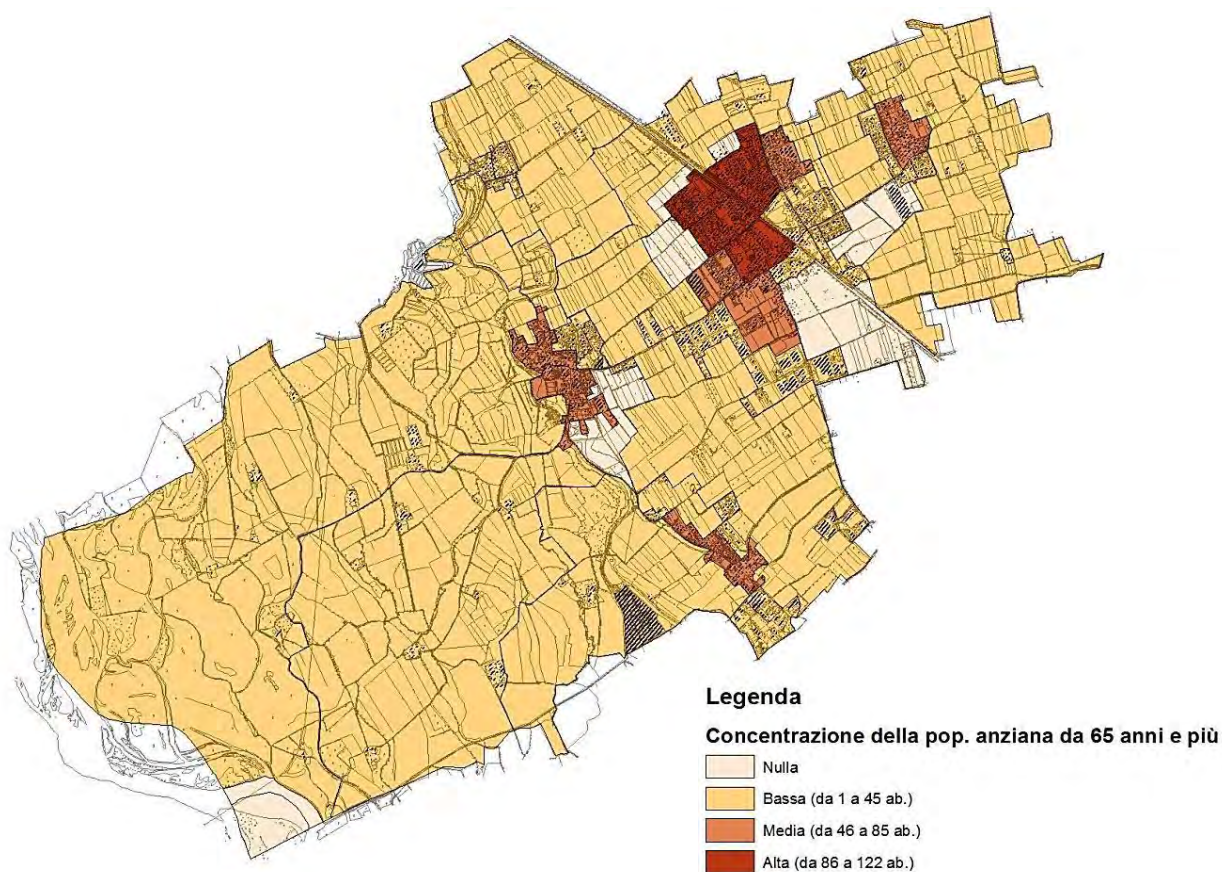 Legenda
Concentrazione della pop. anziana da 65 anni e più
Nulla
Bassa (da 1 a 45 ab.)
Media (da 46 a 85 ab.)
Alta (da 86 a 122 ab.)